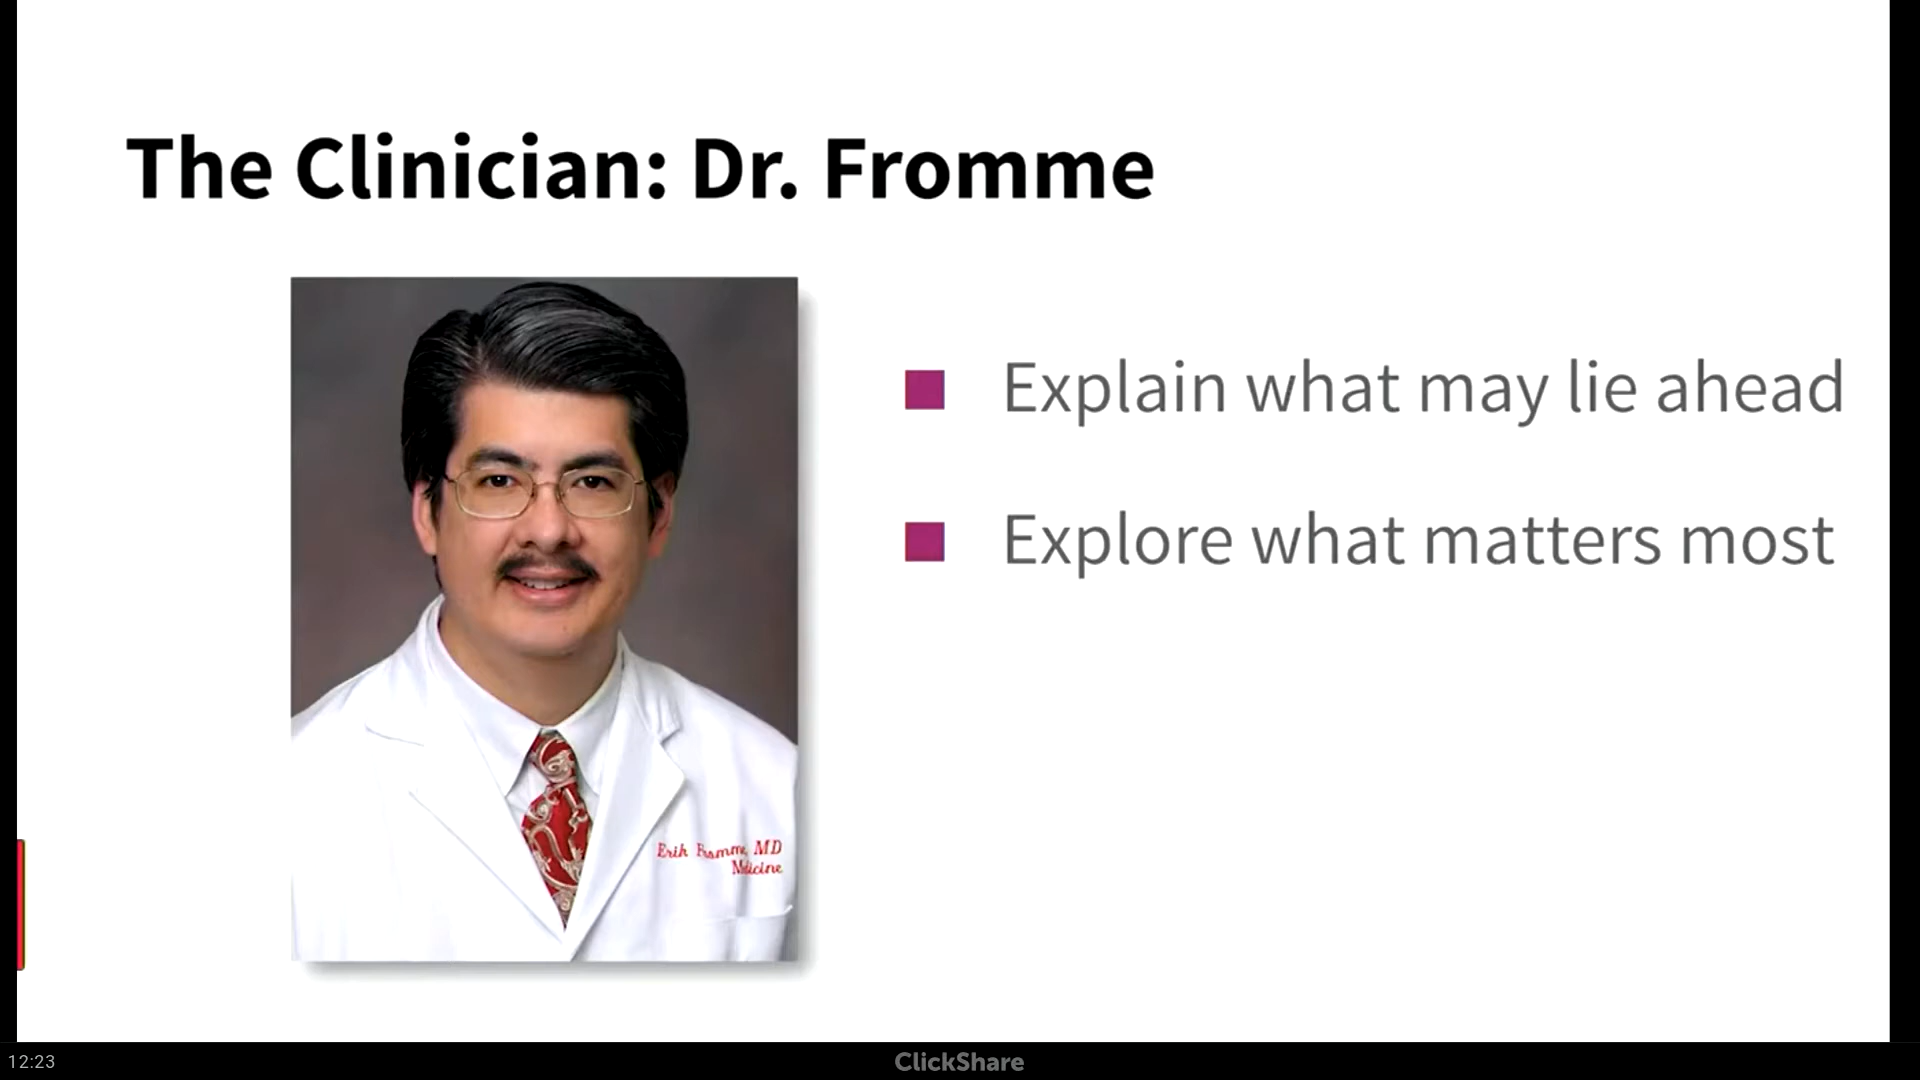 The Clinician: Dr. Fromme
Explain what may lie ahead
Explore what matters most
Erik Fromme, MD
Medicine
12:23
ClickShare